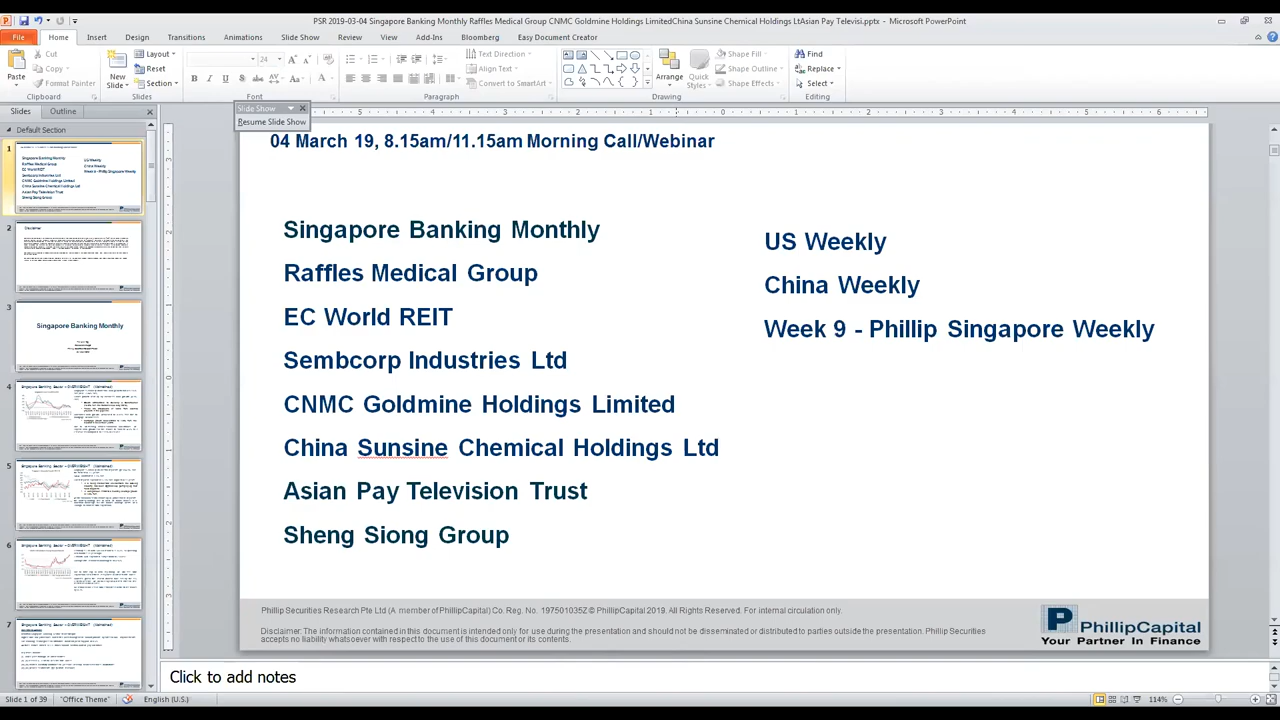 PSR 2019-03-04 Singapore Banking Monthly Raffles Medical Group CNMC Goldmine Holdings LimitedChina Sunsine Chemical Holdings LtAsian Pay Televisi.pptx - Microsoft PowerPoint
File Home Insert Design Transitions Animations Slide Show Review View Add-Ins Bloomberg Easy Document Creator
Paste
Cut
Copy
Format Painter
Clipboard
New Slide
Layout
Reset
Section
Slides
24
Font
Text Direction
Align Text
Convert to SmartArt
Paragraph
Arrange
Quick Styles
Shape Fill
Shape Outline
Shape Effects
Drawing
Find
Replace
Select
Editing
Slides Outline
Default Section
Slide Show
Resume Slide Show
1
2
Disclaimer
3
Singapore Banking Monthly
4
5
6
7
04 March 19, 8.15am/11.15am Morning Call/Webinar
Singapore Banking Monthly
Raffles Medical Group
EC World REIT
Sembcorp Industries Ltd
CNMC Goldmine Holdings Limited
China Sunsine Chemical Holdings Ltd
Asian Pay Television Trust
Sheng Siong Group
US Weekly
China Weekly
Week 9 - Phillip Singapore Weekly
Phillip Securities Research Pte Ltd (A member of PhillipCapital) Co. Reg. No. 197501035Z © PhillipCapital 2019. All Rights Reserved. For internal circulation only.
Disclaimer: The information contained in this document is intended only for use during the presentation and should not be disseminated or distributed to parties outside the presentation. Phillip Securities
accepts no liability whatsoever with respect to the use of this document or its contents.
PhillipCapital
Your Partner In Finance
Click to add notes
Slide 1 of 39 "Office Theme" English (U.S.) 114%